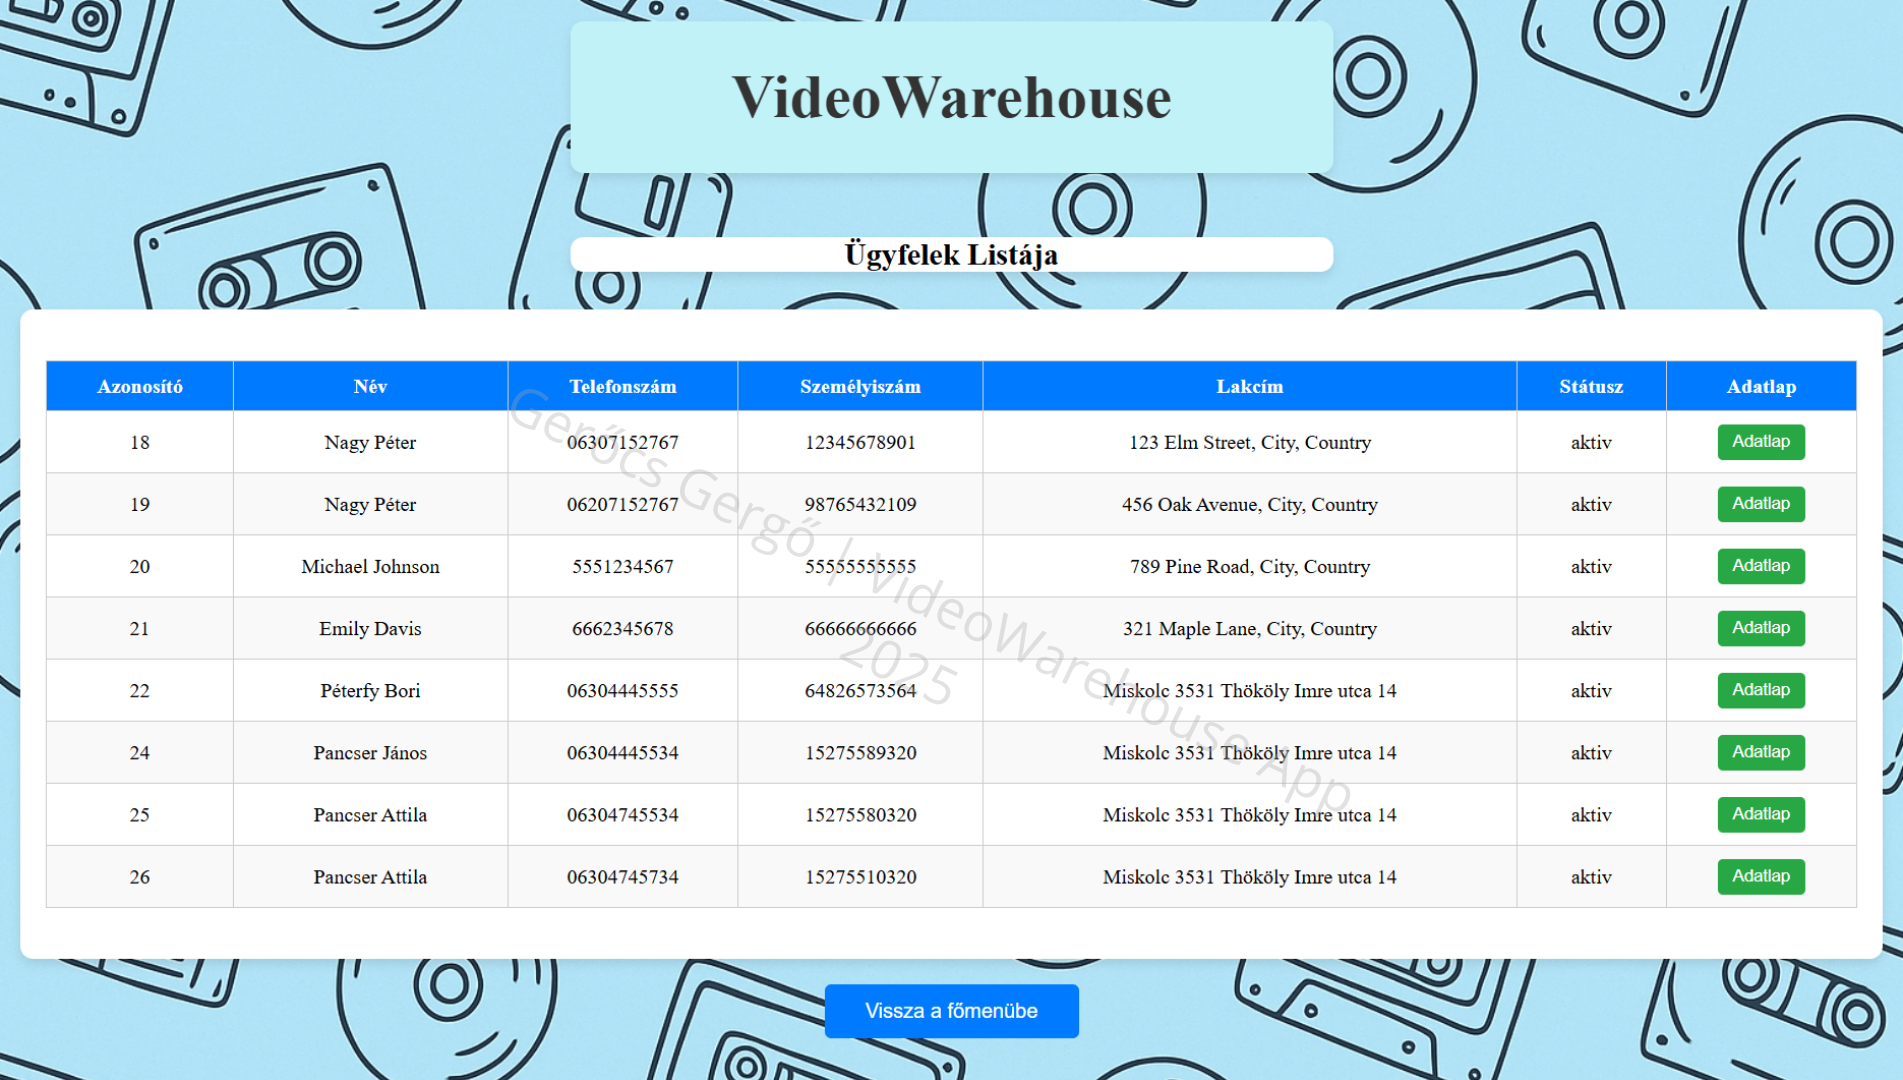 VideoWarehouse
Ügyfelek Listája
Azonosító Név Telefonszám Személyiszám Lakcím Státusz Adatlap
18 Nagy Péter 06307152767 12345678901 123 Elm Street, City, Country aktiv Adatlap
19 Nagy Péter 06207152767 98765432109 456 Oak Avenue, City, Country aktiv Adatlap
20 Michael Johnson 5551234567 55555555555 789 Pine Road, City, Country aktiv Adatlap
21 Emily Davis 6662345678 66666666666 321 Maple Lane, City, Country aktiv Adatlap
22 Péterfy Bori 06304445555 64826573564 Miskolc 3531 Thököly Imre utca 14 aktiv Adatlap
24 Pancser János 06304445534 15275589320 Miskolc 3531 Thököly Imre utca 14 aktiv Adatlap
25 Pancser Attila 06304745534 15275580320 Miskolc 3531 Thököly Imre utca 14 aktiv Adatlap
26 Pancser Attila 06304745734 15275510320 Miskolc 3531 Thököly Imre utca 14 aktiv Adatlap
Gerőcs Gergő | VideoWarehouse App
2025
Vissza a főmenübe